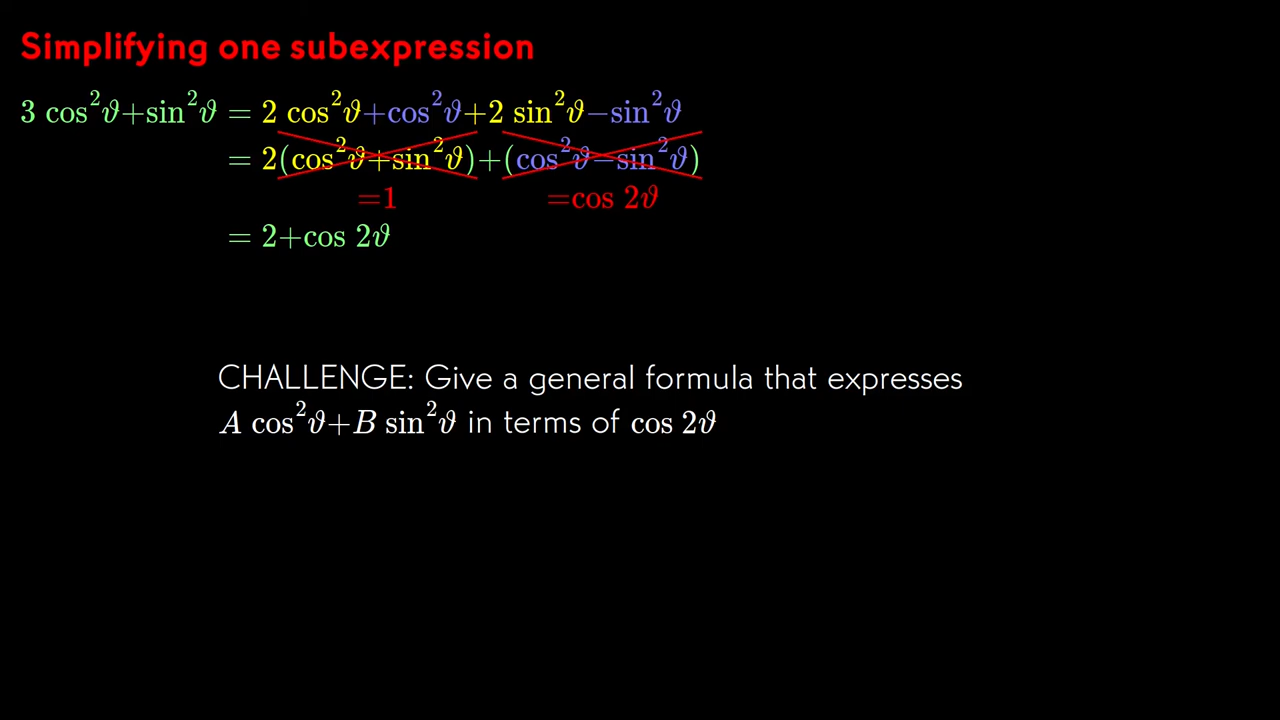 Simplifying one subexpression
3 cos²ϑ+sin²ϑ = 2 cos²ϑ+cos²ϑ+2 sin²ϑ−sin²ϑ
= 2(cos²ϑ+sin²ϑ)+(cos²ϑ−sin²ϑ)
=1 =cos 2ϑ
= 2+cos 2ϑ
CHALLENGE: Give a general formula that expresses
A cos²ϑ+B sin²ϑ in terms of cos 2ϑ